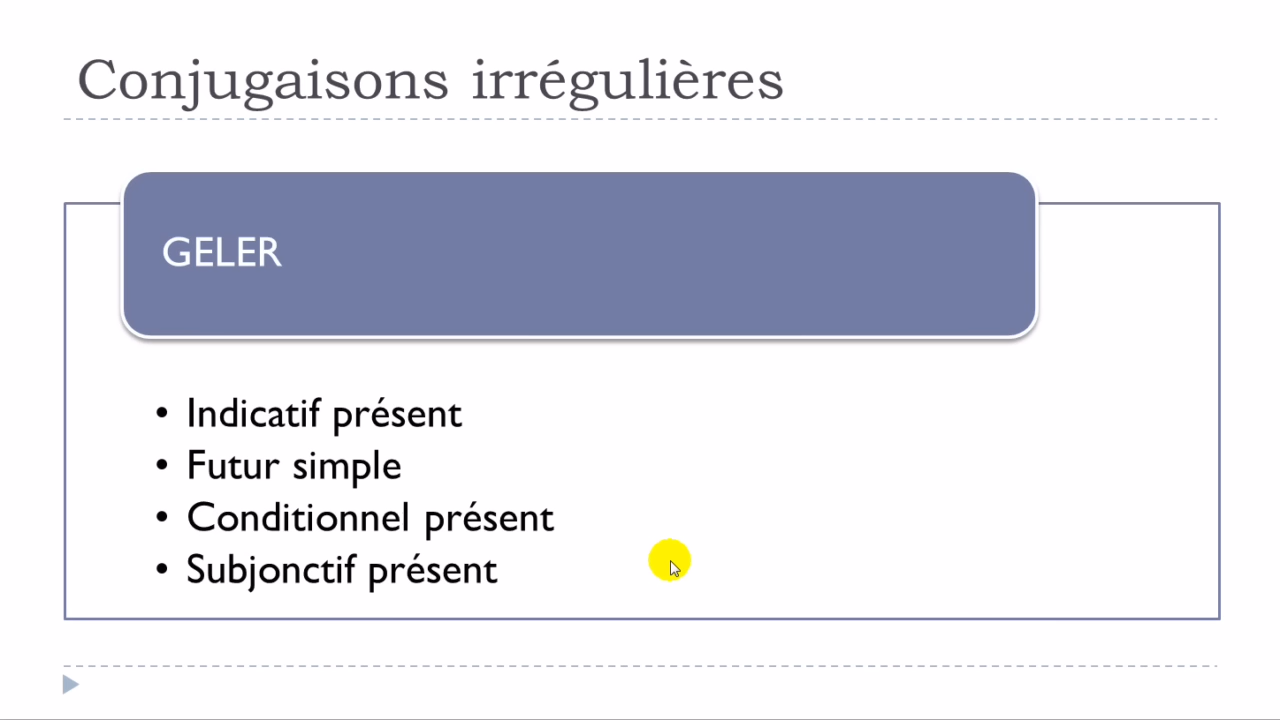 Conjugaisons irrégulières
GELER
• Indicatif présent
• Futur simple
• Conditionnel présent
• Subjonctif présent